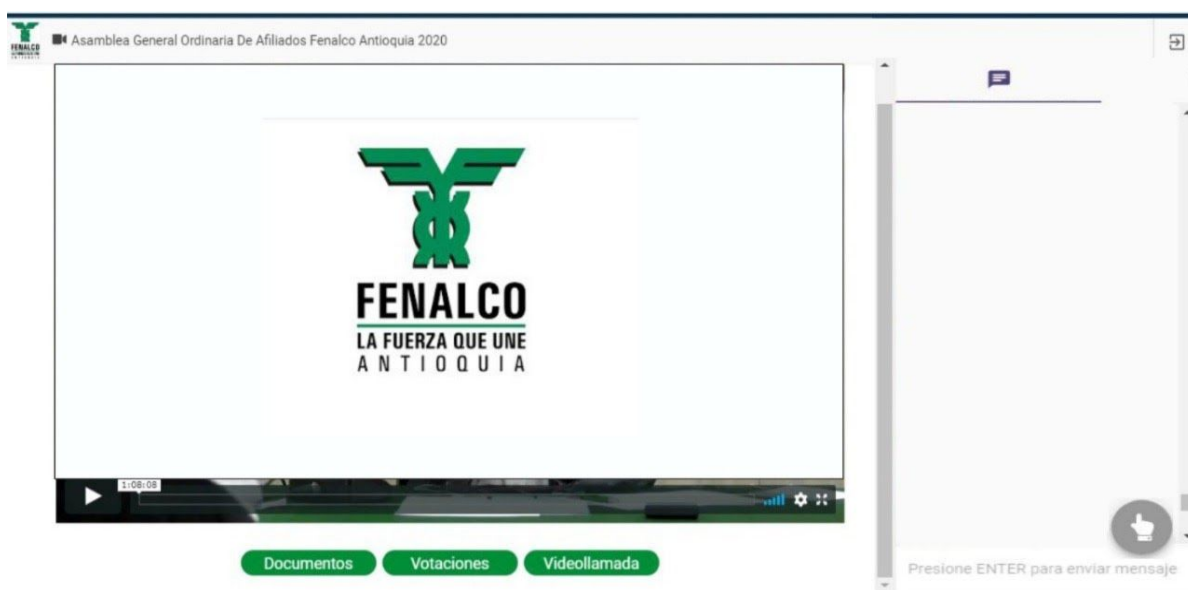 FENALCO
Asamblea General Ordinaria De Afiliados Fenalco Antioquia 2020
FENALCO
LA FUERZA QUE UNE
ANTIOQUIA
1:08:08
Documentos
Votaciones
Videollamada
Presione ENTER para enviar mensaje